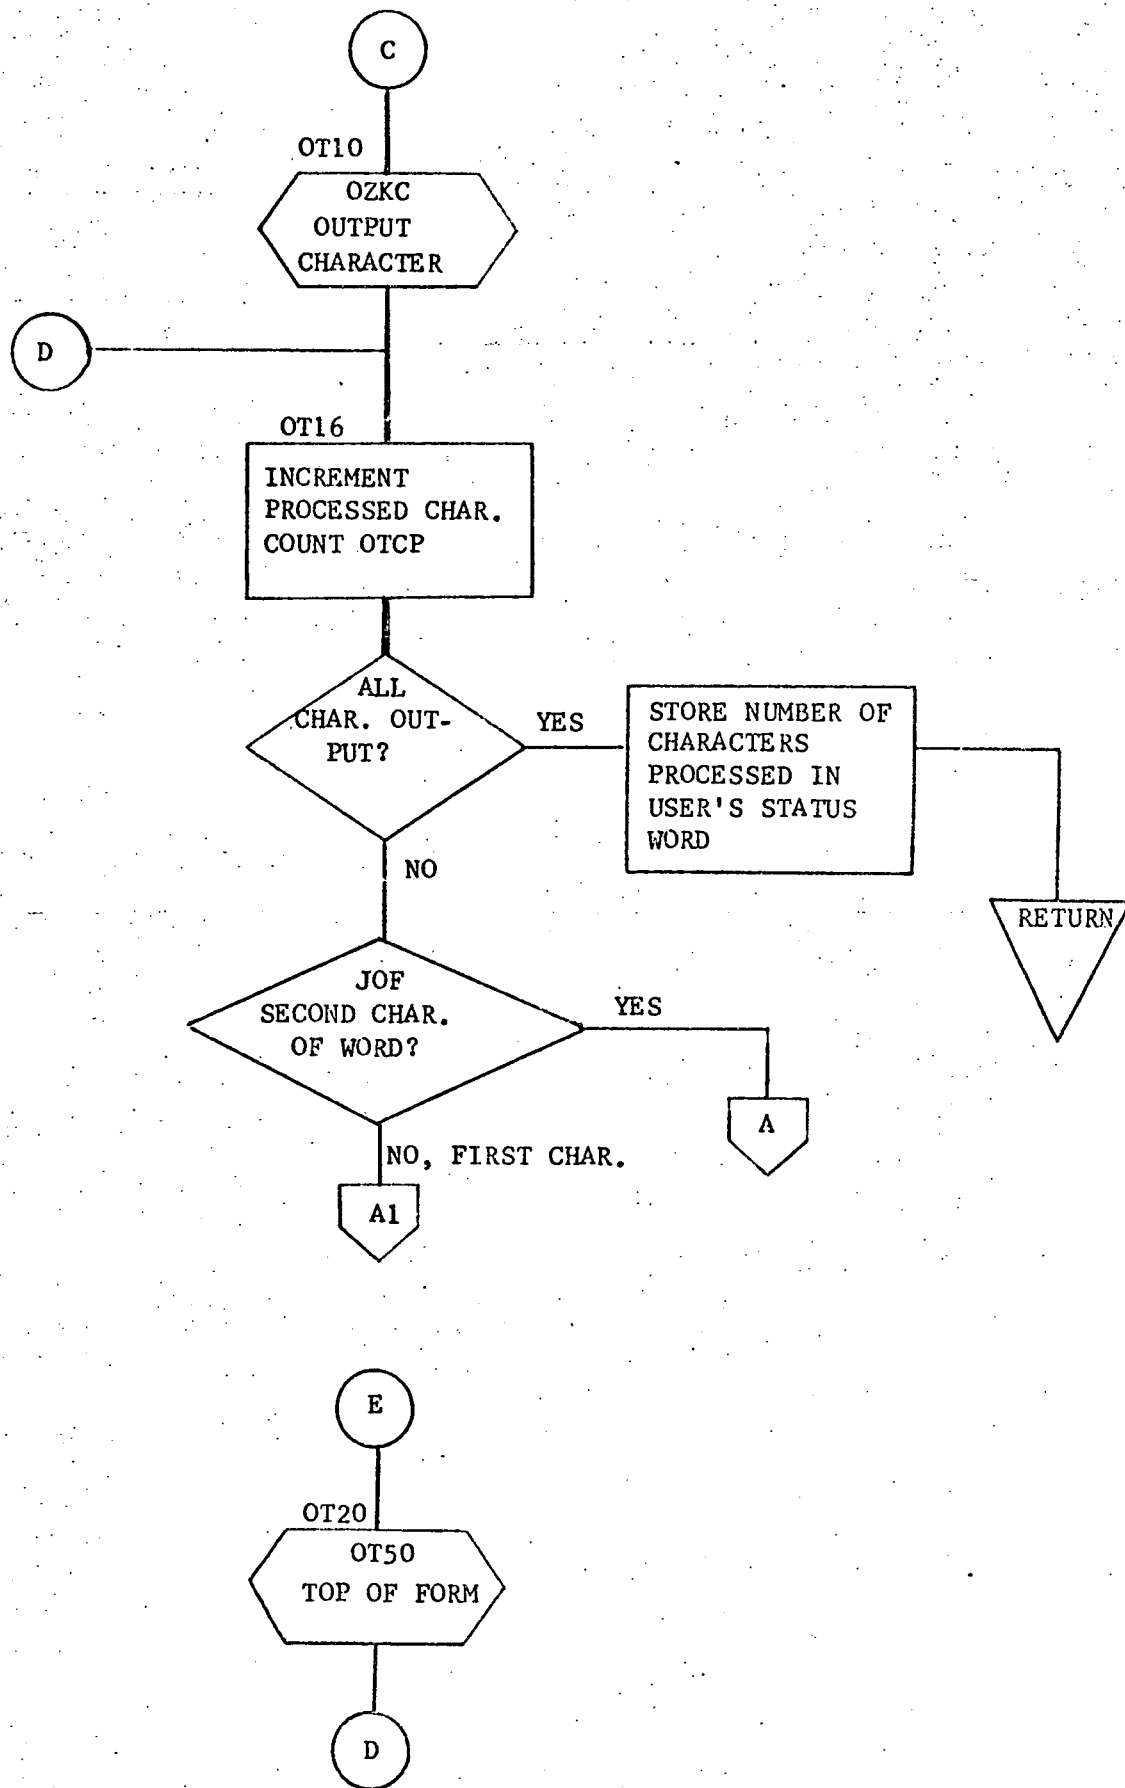 C
OT10
OZKC
OUTPUT
CHARACTER
D
OT16
INCREMENT
PROCESSED CHAR.
COUNT OTCP
ALL
CHAR. OUT-
PUT?
YES
STORE NUMBER OF
CHARACTERS
PROCESSED IN
USER'S STATUS
WORD
NO
RETURN
JOF
SECOND CHAR.
OF WORD?
YES
A
NO, FIRST CHAR.
A1
E
OT20
OT50
TOP OF FORM
D